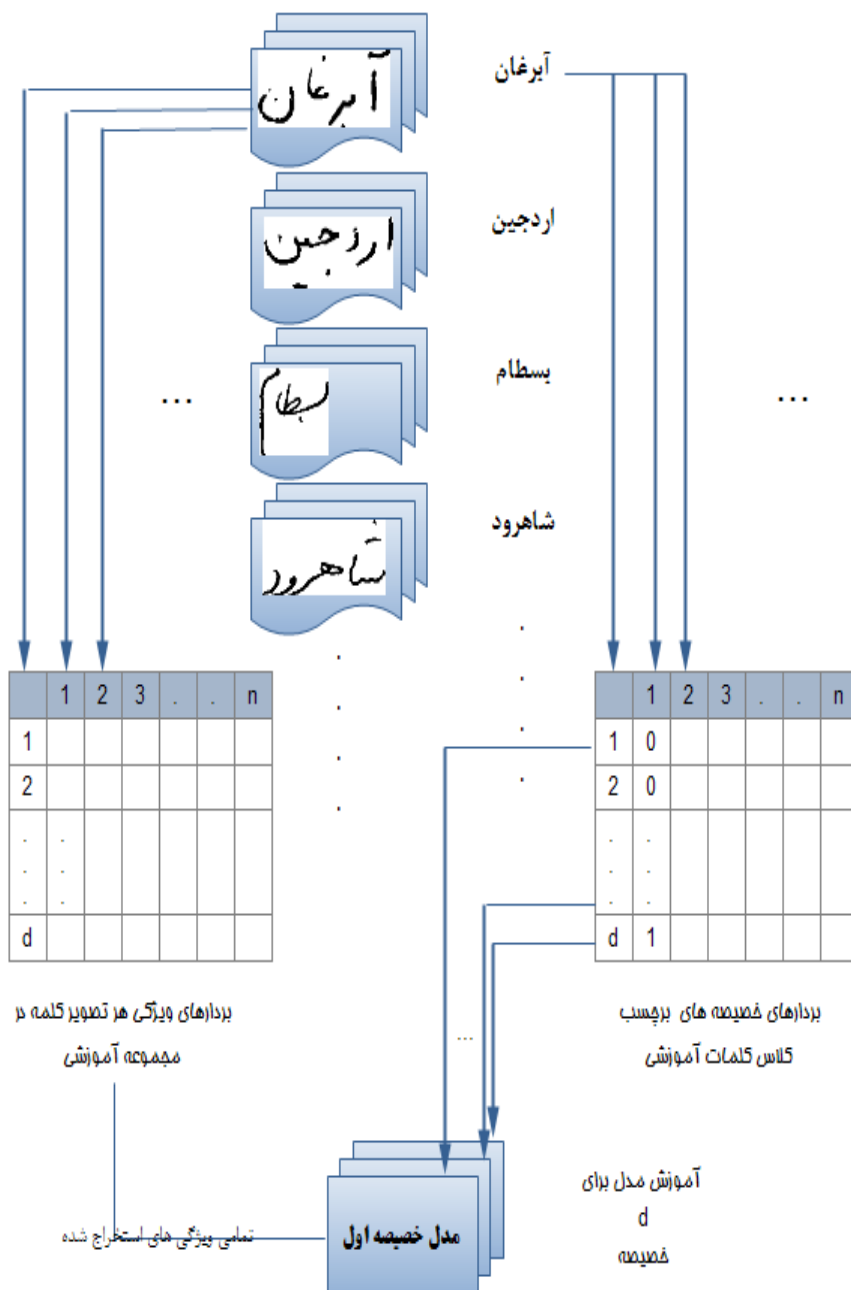 آبرغان
آبرغان
اردجین
اردجین
بسطام
بسطام
...
...
شاهرود
شاهرود
1 2 3 . . n
1
2
. .
. .
. .
d
1 2 3 . . n
1 0
2 0
. .
. .
. .
d 1
بردارهای ویژگی هر تصویر کلمه در
مجموعه آموزشی
بردارهای خصیصه های برچسب
کلاس کلمات آموزشی
...
تمامی ویژگی های استخراج شده
مدل خصیصه اول
آموزش مدل برای
d
خصیصه